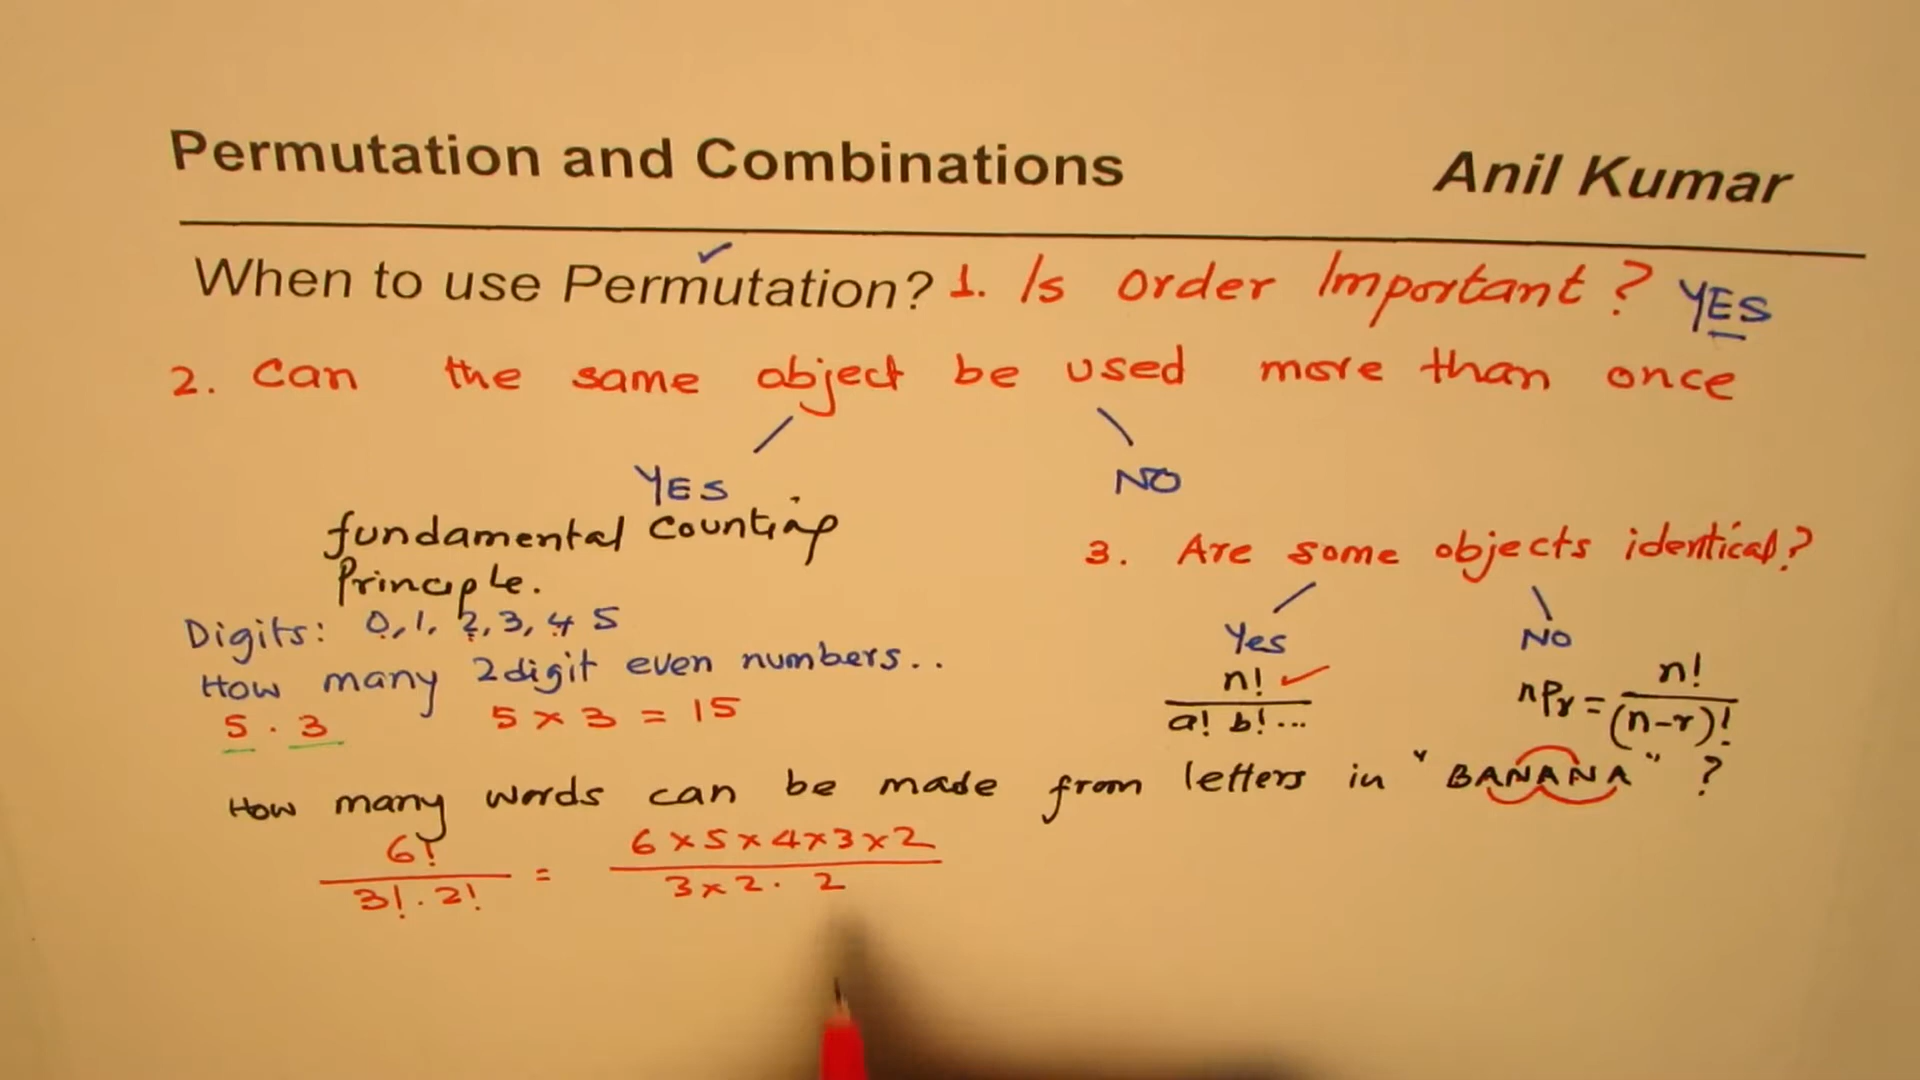 Permutation and Combinations Anil Kumar
When to use Permutation? 1. Is order Important? YES
2. Can the same object be used more than once
YES NO
fundamental counting
Principle.
3. Are some objects identical?
Digits: 0, 1, 2, 3, 4 5
Yes NO
How many 2 digit even numbers..
n! / a! b!...
nPr = n! / (n-r)!
5 . 3 5 x 3 = 15
How many words can be made from letters in "BANANA" ?
6! / 3! . 2! = 6 x 5 x 4 x 3 x 2 / 3 x 2 . 2